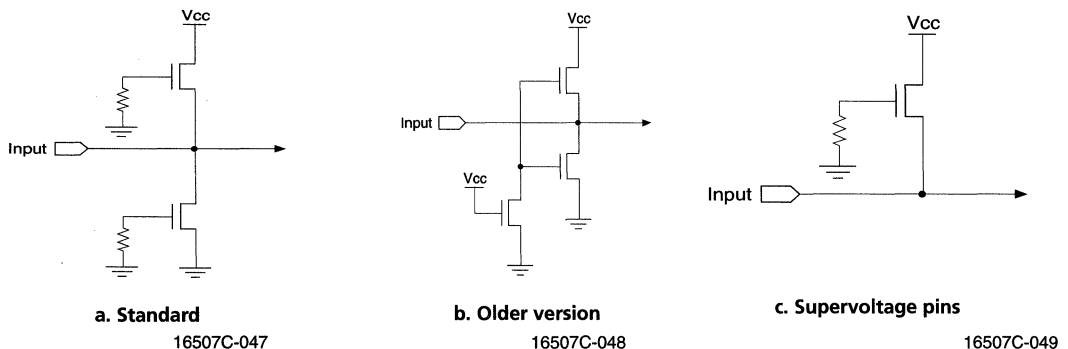 Vcc
Input
a. Standard
16507C-047
Vcc
Input
Vcc
b. Older version
16507C-048
Vcc
Input
c. Supervoltage pins
16507C-049